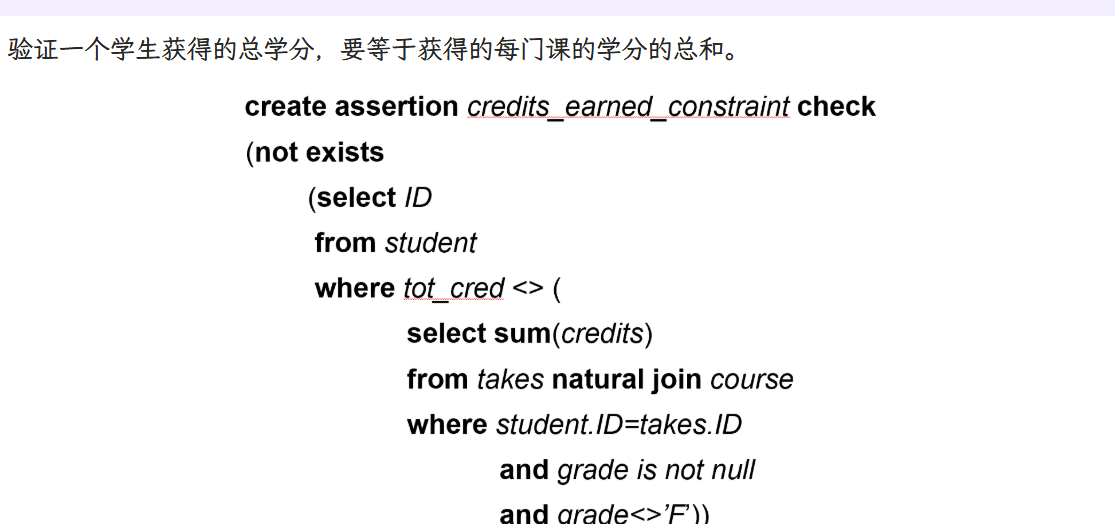 验证一个学生获得的总学分，要等于获得的每门课的学分的总和。
create assertion credits_earned_constraint check
(not exists
(select ID
from student
where tot_cred <> (
select sum(credits)
from takes natural join course
where student.ID=takes.ID
and grade is not null
and grade<>’F’))